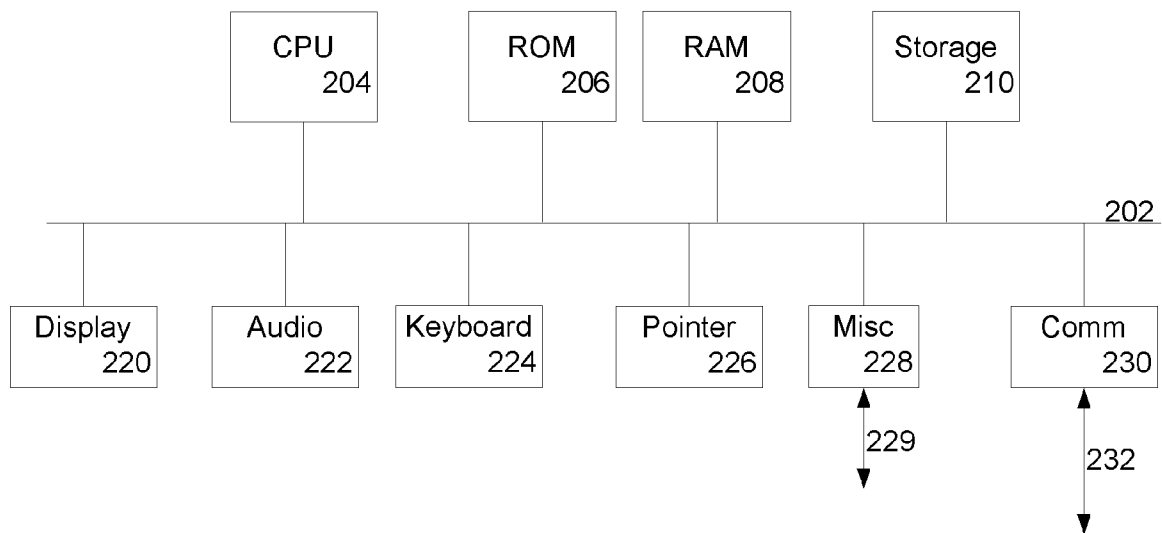 CPU
204
ROM
206
RAM
208
Storage
210
202
Display
220
Audio
222
Keyboard
224
Pointer
226
Misc
228
Comm
230
229
232